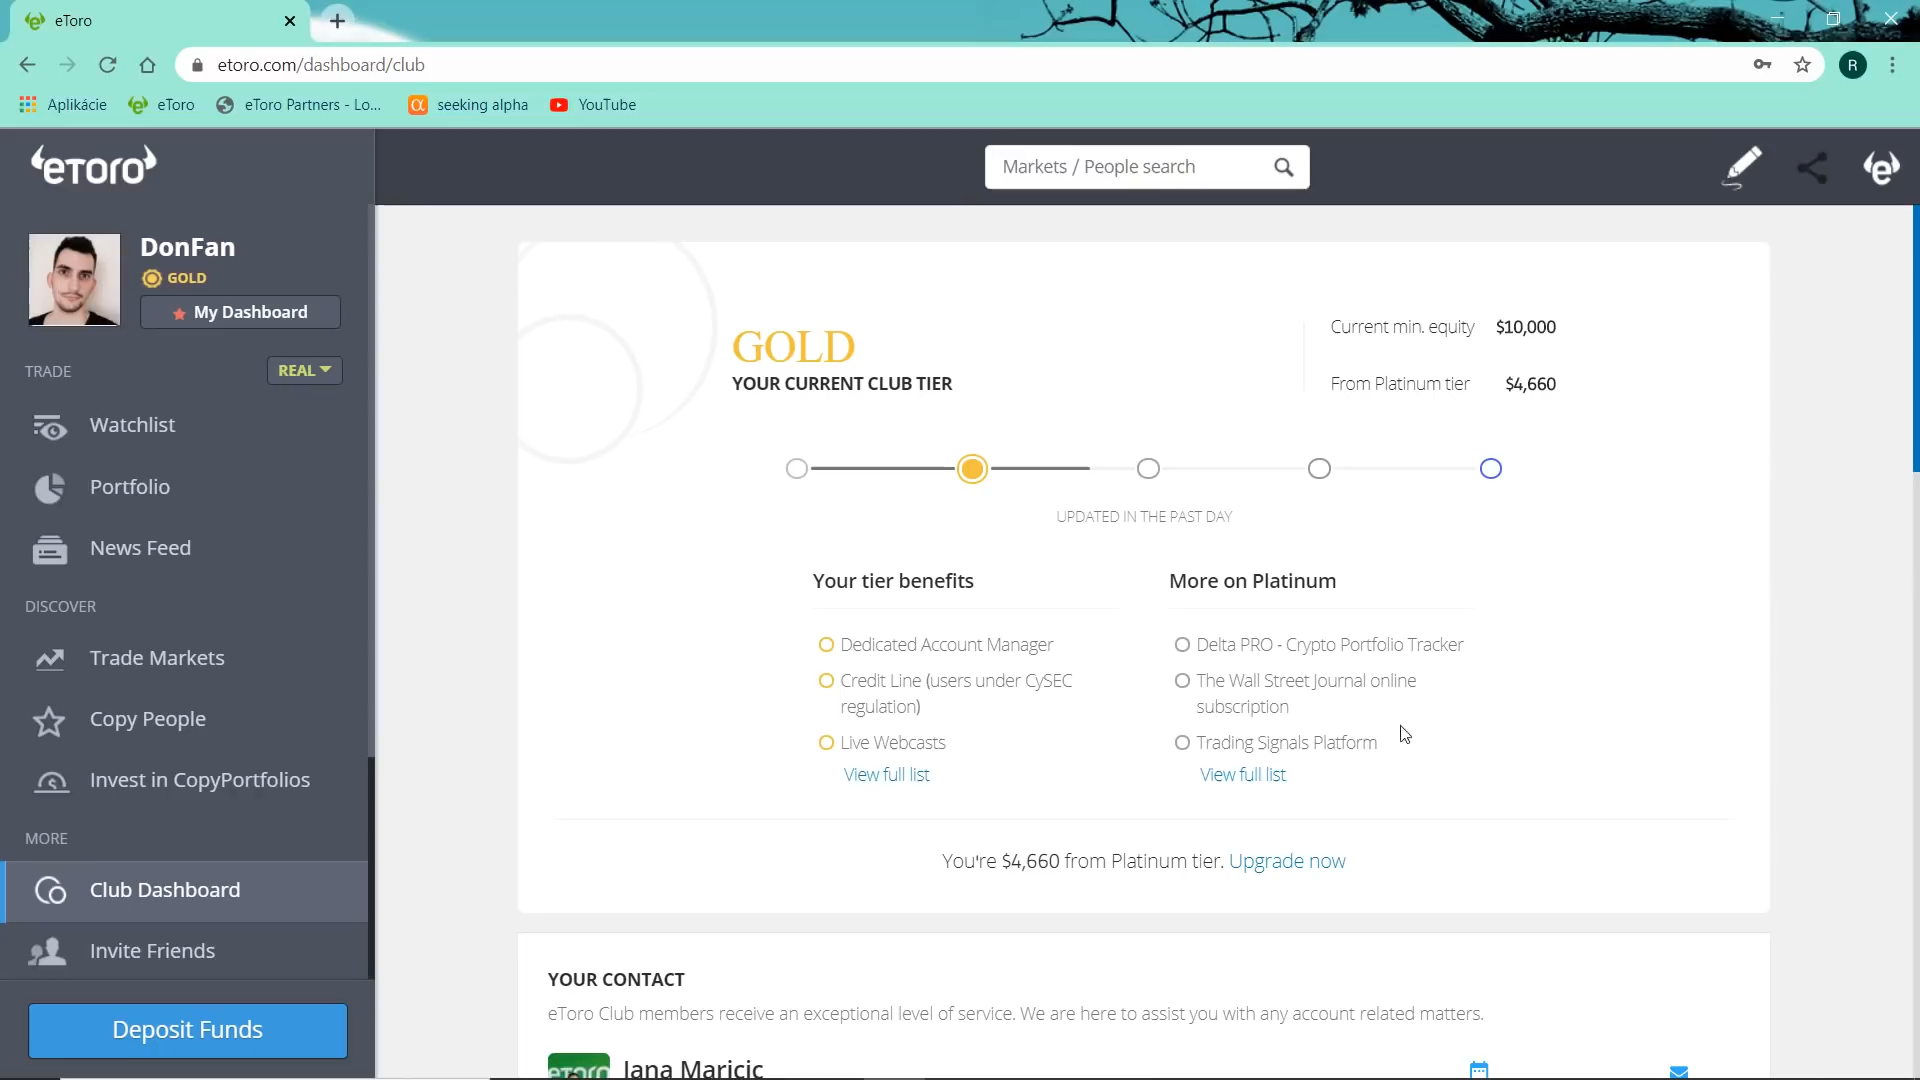 eToro
etoro.com/dashboard/club
R
Aplikácie
eToro
eToro Partners - Lo...
seeking alpha
YouTube
eToro
Markets / People search
DonFan
GOLD
My Dashboard
TRADE
REAL
Watchlist
Portfolio
News Feed
DISCOVER
Trade Markets
Copy People
Invest in CopyPortfolios
MORE
Club Dashboard
Invite Friends
Deposit Funds
GOLD
YOUR CURRENT CLUB TIER
Current min. equity $10,000
From Platinum tier $4,660
UPDATED IN THE PAST DAY
Your tier benefits
Dedicated Account Manager
Credit Line (users under CySEC
regulation)
Live Webcasts
View full list
More on Platinum
Delta PRO - Crypto Portfolio Tracker
The Wall Street Journal online
subscription
Trading Signals Platform
View full list
You're $4,660 from Platinum tier. Upgrade now
YOUR CONTACT
eToro Club members receive an exceptional level of service. We are here to assist you with any account related matters.
eToro
Jana Maricic